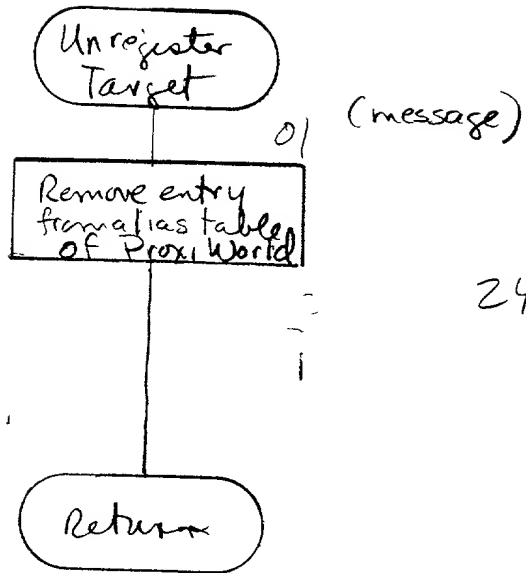 Unregister
Target
01
(message)
Remove entry
from alias table
of Proxi World
24
Return